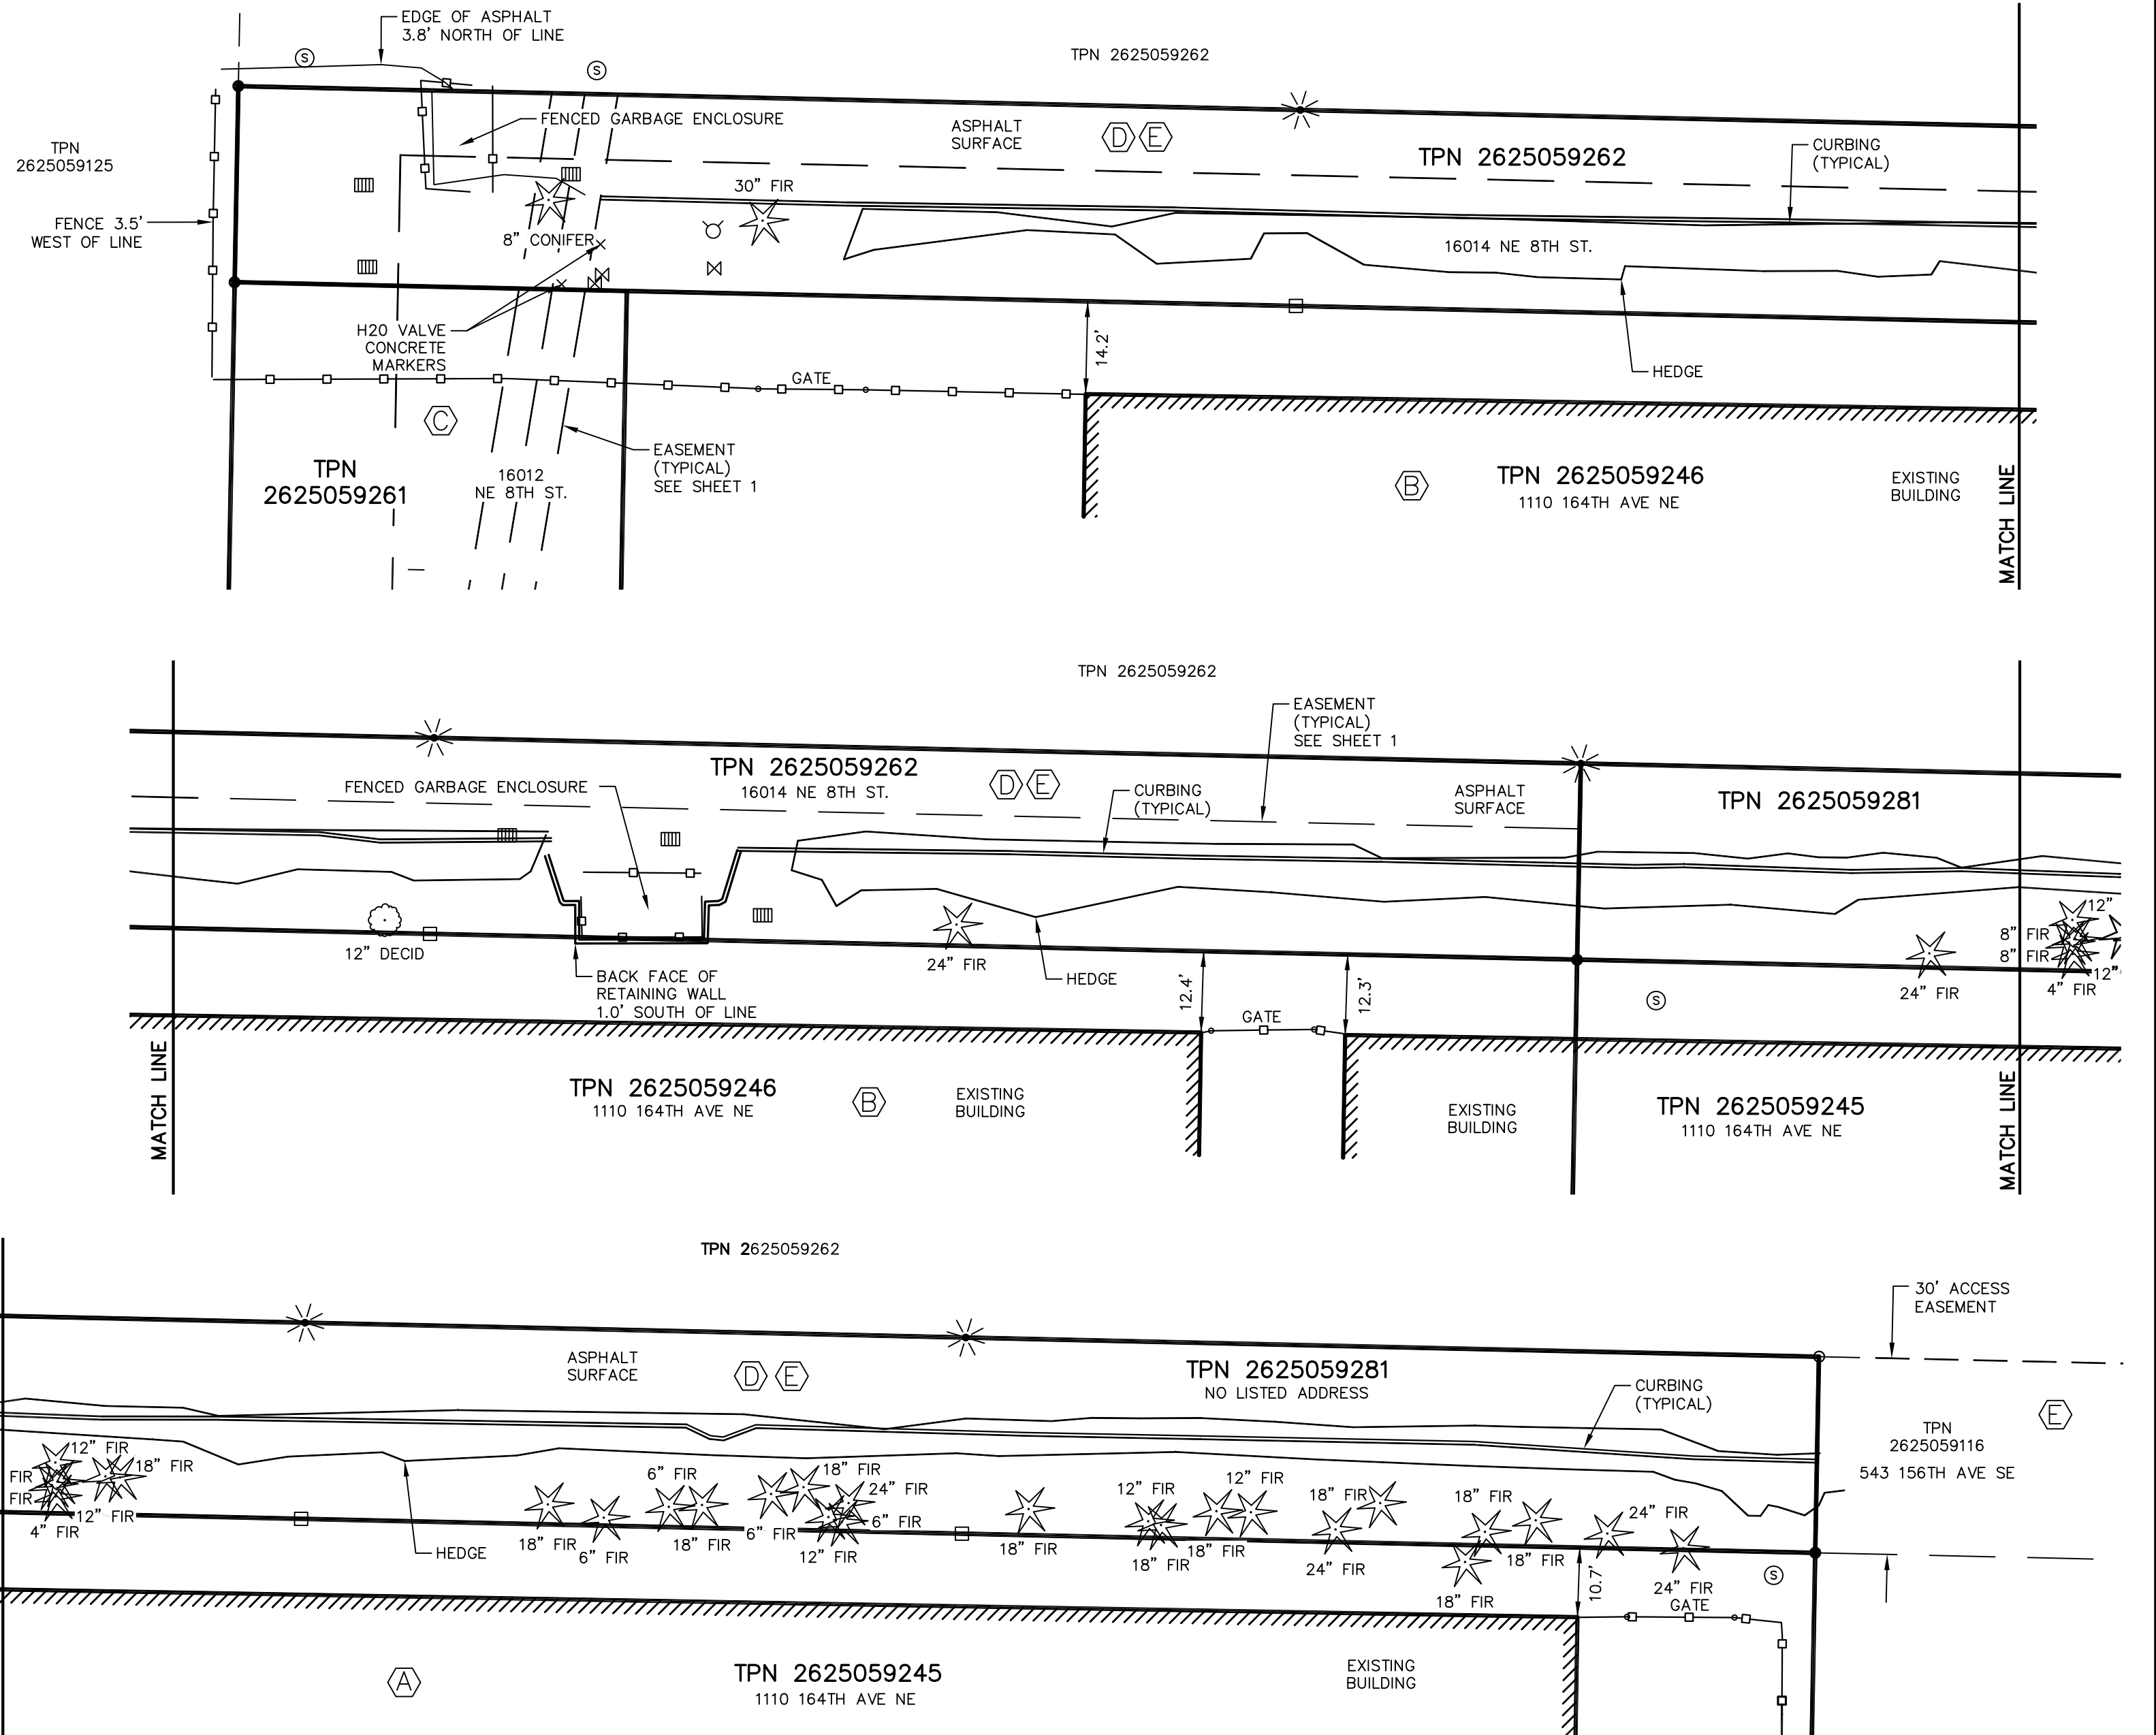 EDGE OF ASPHALT
3.8' NORTH OF LINE
S
S
TPN 2625059262
FENCED GARBAGE ENCLOSURE
ASPHALT
SURFACE
D E
CURBING
(TYPICAL)
TPN
2625059125
TPN 2625059262
30" FIR
FENCE 3.5'
WEST OF LINE
8" CONIFER
16014 NE 8TH ST.
H20 VALVE
CONCRETE
MARKERS
14.2'
HEDGE
GATE
C
EASEMENT
(TYPICAL)
SEE SHEET 1
TPN
2625059261
16012
NE 8TH ST.
B
TPN 2625059246
1110 164TH AVE NE
EXISTING
BUILDING
MATCH LINE
TPN 2625059262
EASEMENT
(TYPICAL)
SEE SHEET 1
TPN 2625059262
16014 NE 8TH ST.
D E
FENCED GARBAGE ENCLOSURE
CURBING
(TYPICAL)
ASPHALT
SURFACE
TPN 2625059281
12" DECID
24" FIR
HEDGE
BACK FACE OF
RETAINING WALL
1.0' SOUTH OF LINE
12.4'
12.3'
GATE
S
24" FIR
12"
8" FIR
8" FIR
12"
4" FIR
MATCH LINE
TPN 2625059246
1110 164TH AVE NE
B
EXISTING
BUILDING
EXISTING
BUILDING
TPN 2625059245
1110 164TH AVE NE
MATCH LINE
TPN 2625059262
30' ACCESS
EASEMENT
ASPHALT
SURFACE
D E
TPN 2625059281
NO LISTED ADDRESS
CURBING
(TYPICAL)
E
TPN
2625059116
543 156TH AVE SE
12" FIR
18" FIR
FIR
FIR
12" FIR
4" FIR
HEDGE
18" FIR
6" FIR
6" FIR
18" FIR
18" FIR
24" FIR
6" FIR
6" FIR
12" FIR
18" FIR
12" FIR
18" FIR
12" FIR
18" FIR
18" FIR
24" FIR
18" FIR
18" FIR
18" FIR
24" FIR
24" FIR
10.7'
GATE
S
A
TPN 2625059245
1110 164TH AVE NE
EXISTING
BUILDING